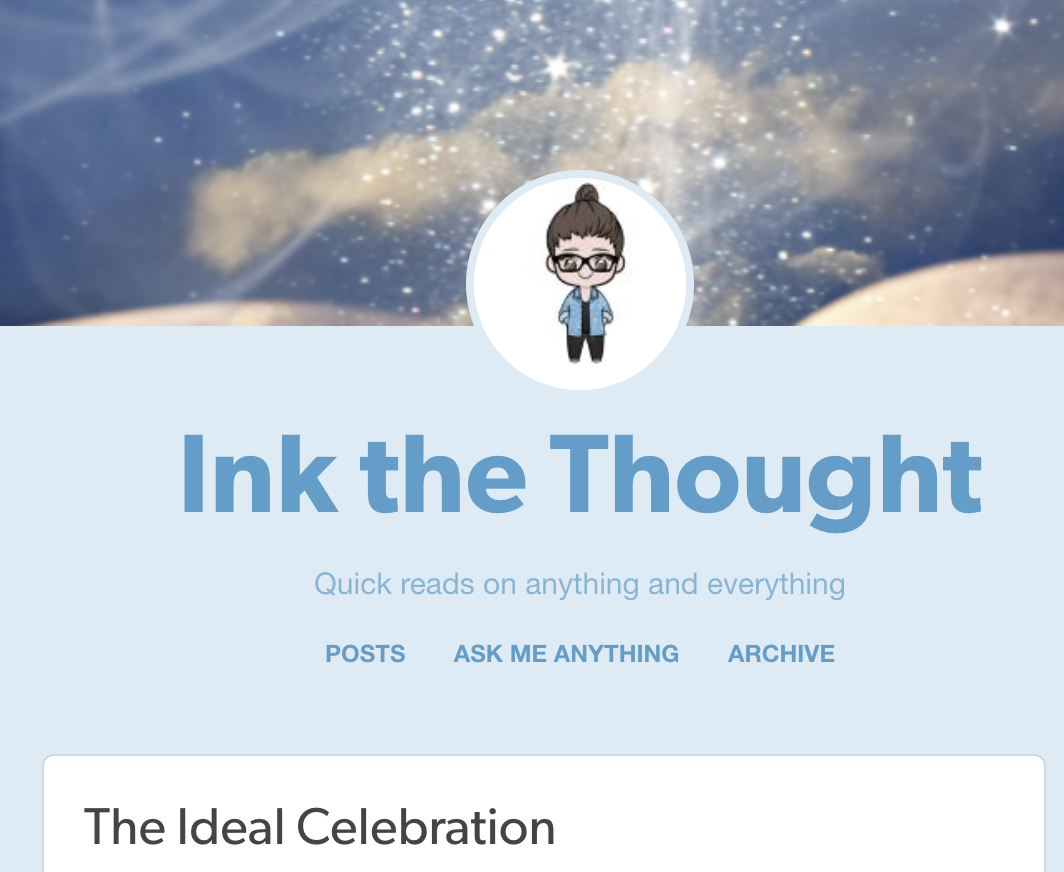 Ink the Thought
Quick reads on anything and everything
POSTS ASK ME ANYTHING ARCHIVE
The Ideal Celebration